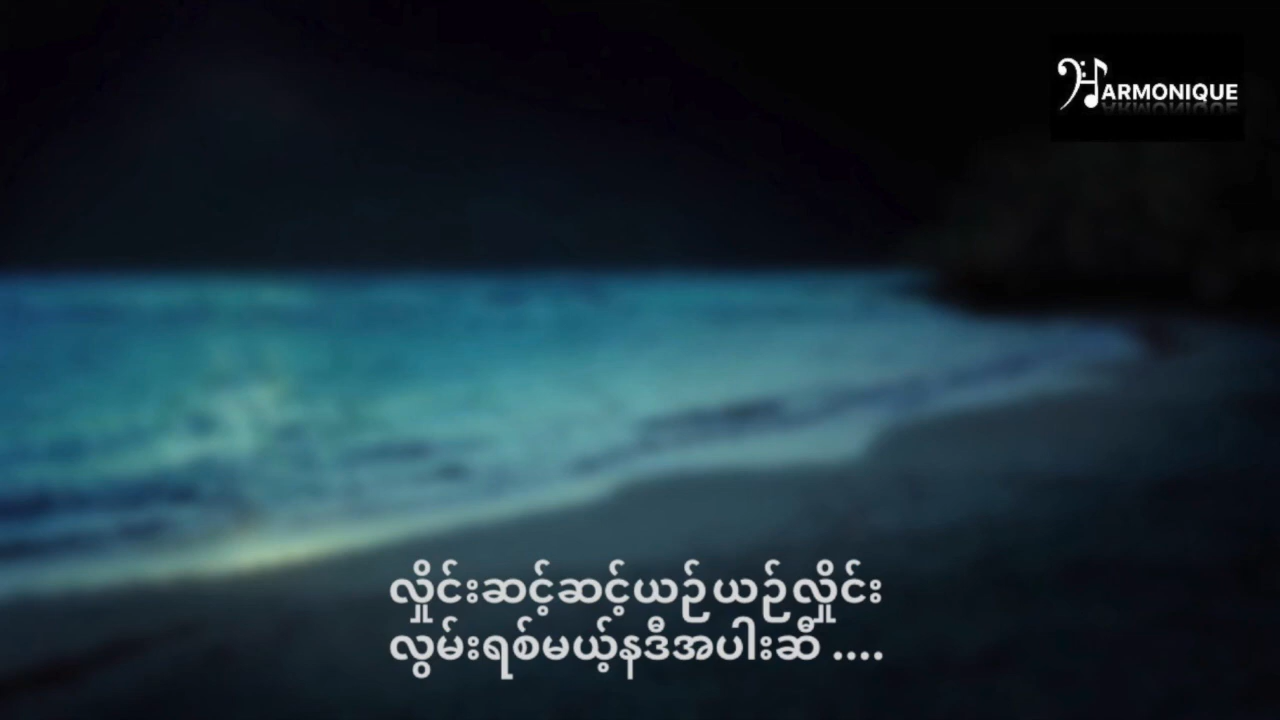 HARMONIQUE
လှိုင်းဆင့်ဆင့်ယဉ်ယဉ်လှိုင်း
လွမ်းရစ်မယ့်နဒီအပါးဆီ ....